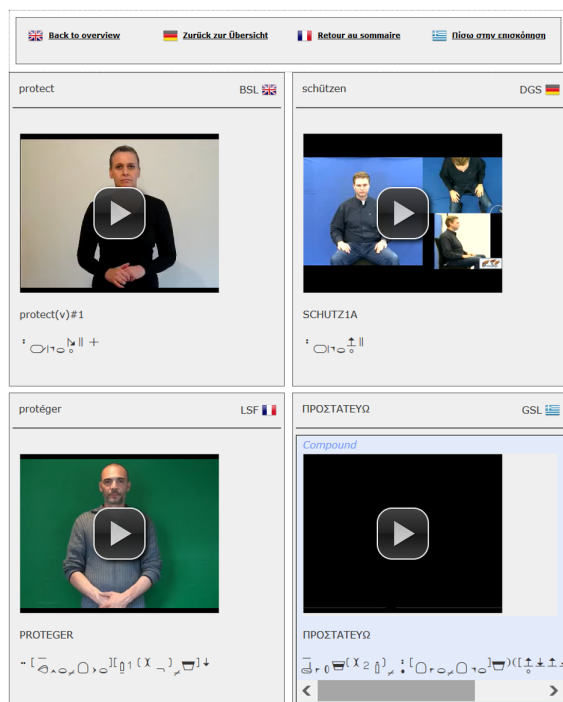 Back to overview Zurück zur Übersicht Retour au sommaire Πίσω στην επισκόπηση
protect BSL
schützen DGS
protect(v)#1
SCHUTZ1A
protéger LSF
ΠΡΟΣΤΑΤΕΥΩ GSL
Compound
PROTEGER
ΠΡΟΣΤΑΤΕΥΩ